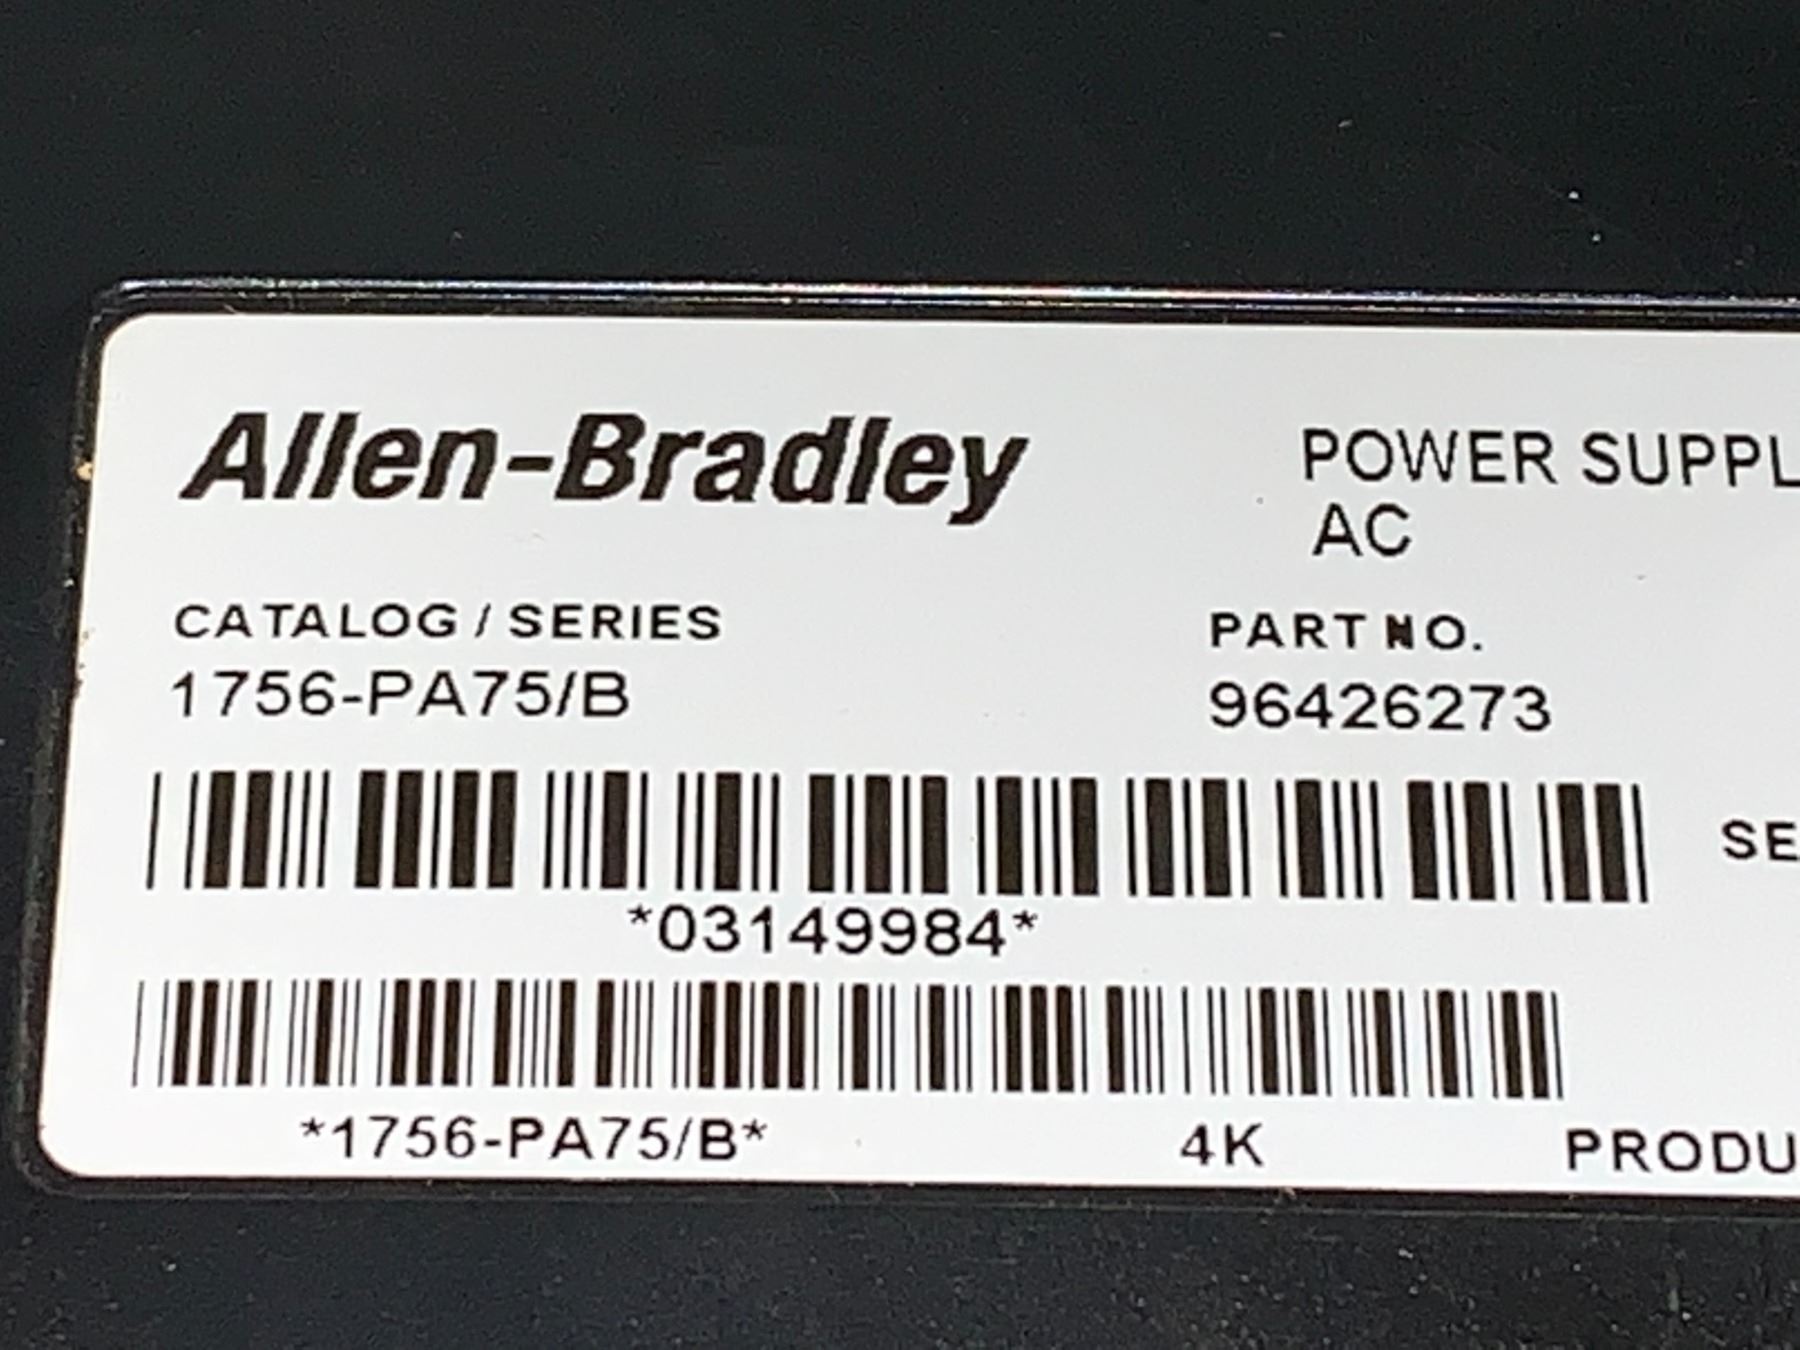 Allen-Bradley
POWER SUPPL
AC
CATALOG / SERIES
PART NO.
1756-PA75/B
96426273
SE
*03149984*
*1756-PA75/B*
4K
PRODU